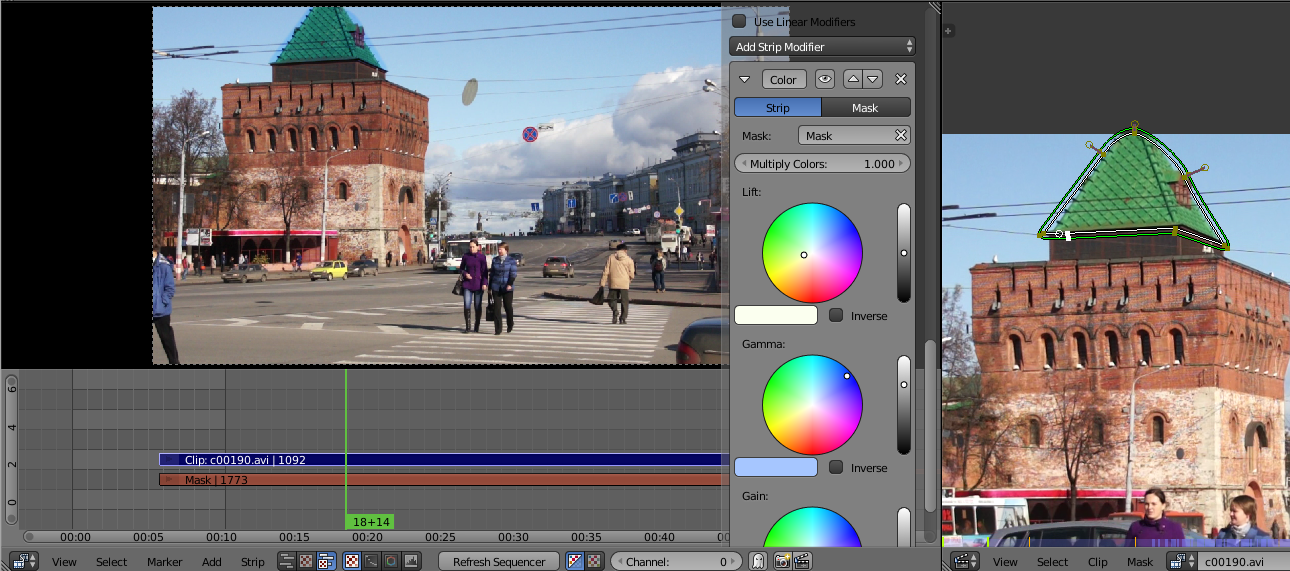 Use Linear Modifiers
Add Strip Modifier
Color
Strip Mask
Mask: Mask
Multiply Colors: 1.000
Lift:
Inverse
Gamma:
Inverse
Gain:
6
4
2
0
Clip: c00190.avi | 1092
Mask | 1773
18+14
00:00 00:05 00:10 00:15 00:20 00:25 00:30 00:35 00:40
View Select Marker Add Strip Refresh Sequencer Channel: 0
View Select Clip Mask c00190.avi